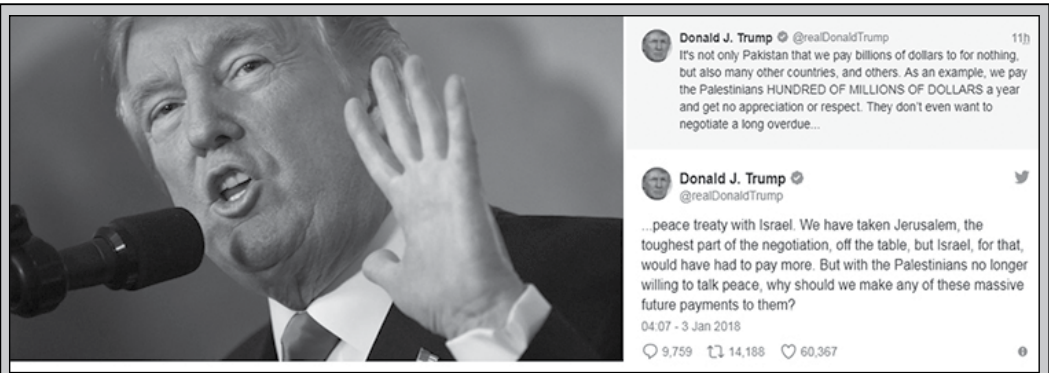 Donald J. Trump @realDonaldTrump 11h
It's not only Pakistan that we pay billions of dollars to for nothing,
but also many other countries, and others. As an example, we pay
the Palestinians HUNDRED OF MILLIONS OF DOLLARS a year
and get no appreciation or respect. They don't even want to
negotiate a long overdue...
Donald J. Trump
@realDonaldTrump
...peace treaty with Israel. We have taken Jerusalem, the
toughest part of the negotiation, off the table, but Israel, for that,
would have had to pay more. But with the Palestinians no longer
willing to talk peace, why should we make any of these massive
future payments to them?
04:07 - 3 Jan 2018
9,759 14,188 60,367